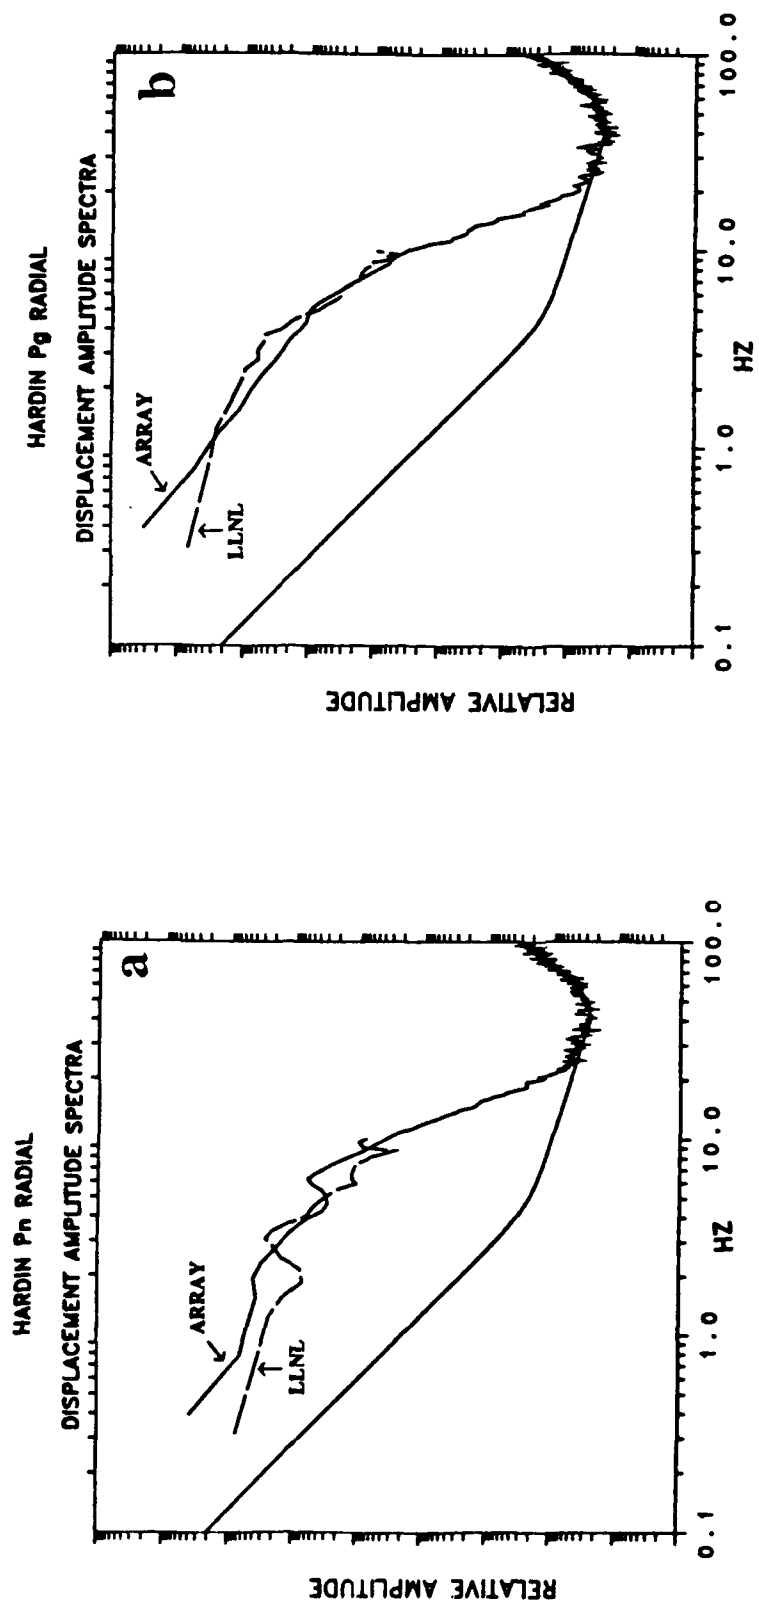 HARDIN Pn RADIAL
DISPLACEMENT AMPLITUDE SPECTRA
a
ARRAY
LLNL
RELATIVE AMPLITUDE
0.1 1.0 10.0 100.0
HZ
HARDIN Pg RADIAL
DISPLACEMENT AMPLITUDE SPECTRA
b
ARRAY
LLNL
RELATIVE AMPLITUDE
0.1 1.0 10.0 100.0
HZ